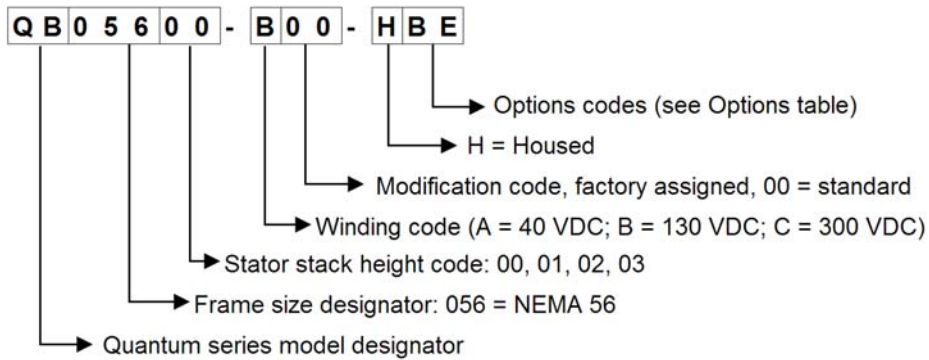 QB05600- B00- HBE
Options codes (see Options table)
H = Housed
Modification code, factory assigned, 00 = standard
Winding code (A = 40 VDC; B = 130 VDC; C = 300 VDC)
Stator stack height code: 00, 01, 02, 03
Frame size designator: 056 = NEMA 56
Quantum series model designator